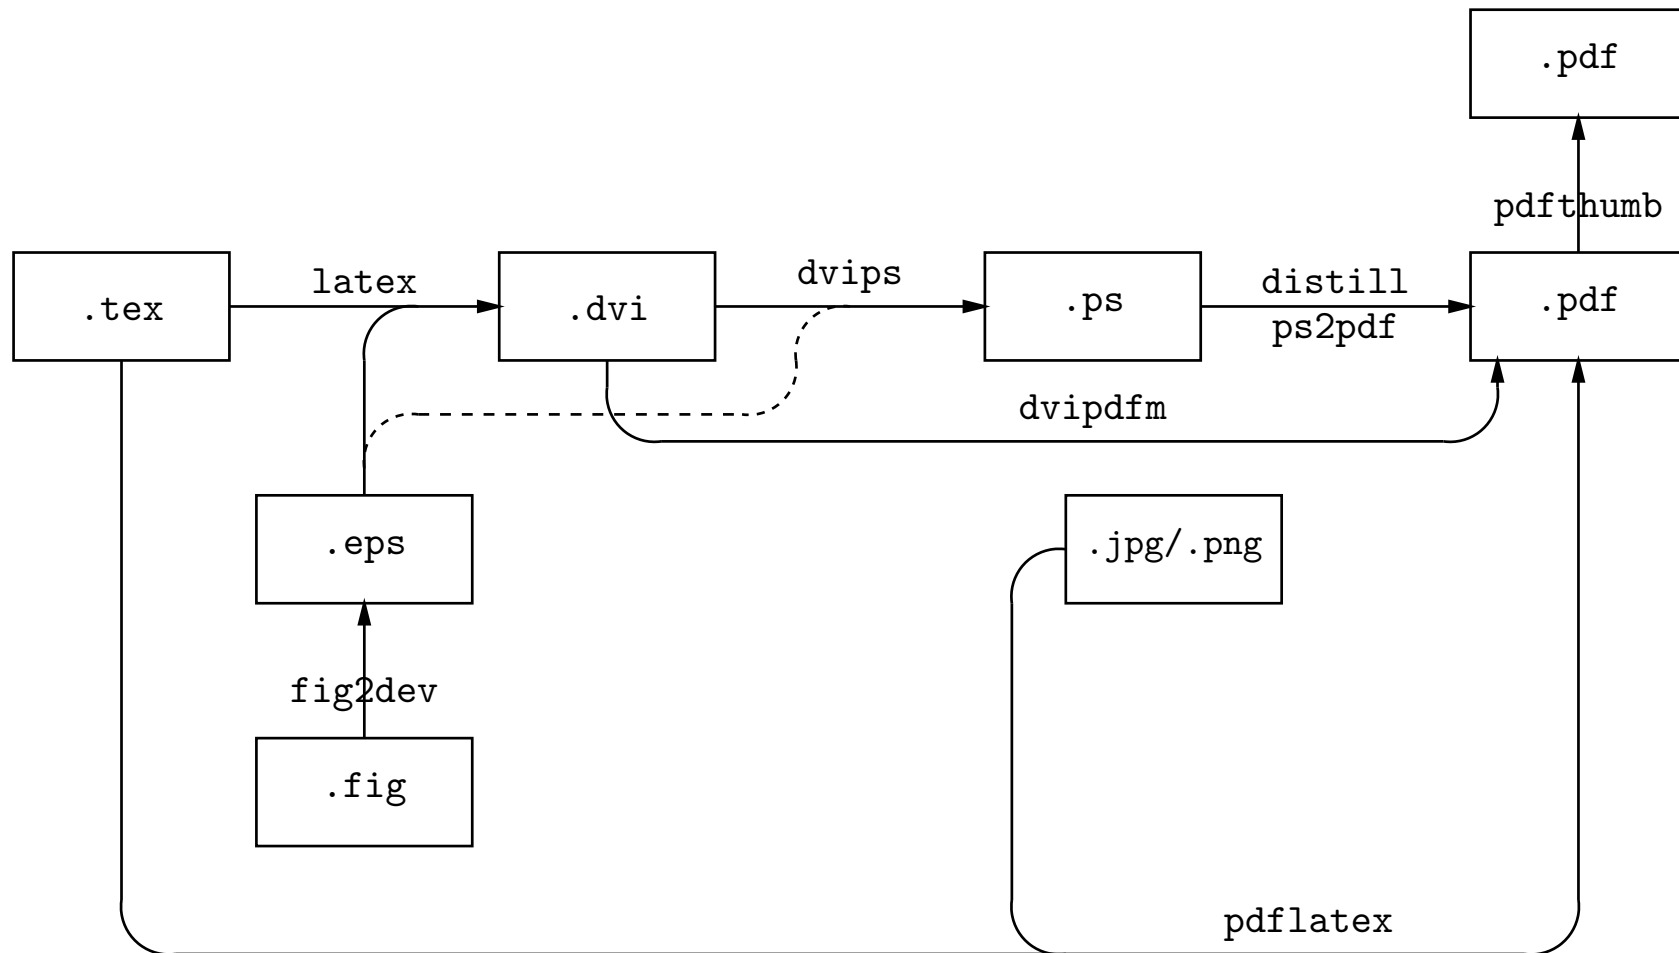 .pdf
pdfthumb
latex
dvips
distill
.tex
.dvi
.ps
.pdf
ps2pdf
dvipdfm
.eps
.jpg/.png
fig2dev
.fig
pdflatex